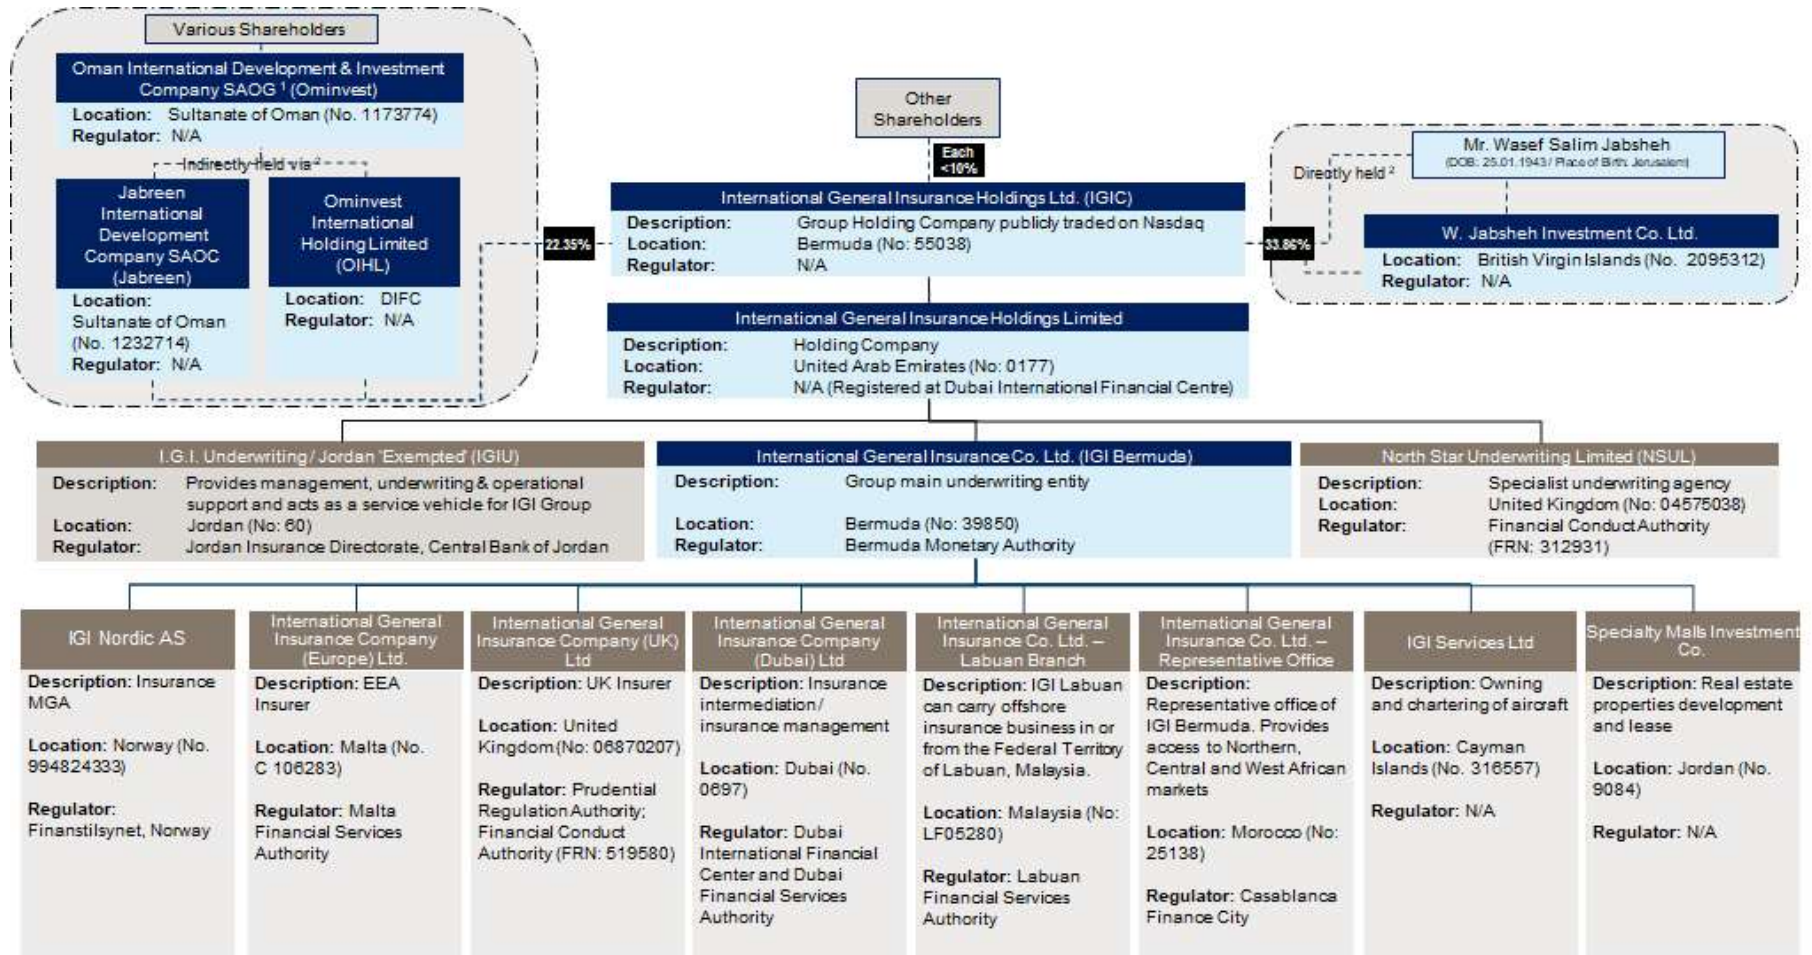 Various Shareholders
Oman International Development & Investment
Company SAOG ¹ (Ominvest)
Location: Sultanate of Oman (No. 1173774)
Regulator: N/A
Indirectly held via ²
Jabreen
International
Development
Company SAOC
(Jabreen)
Location:
Sultanate of Oman
(No. 1232714)
Regulator: N/A
Ominvest
International
Holding Limited
(OIHL)
Location: DIFC
Regulator: N/A
22.35%
Other
Shareholders
Each
<10%
International General Insurance Holdings Ltd. (IGIC)
Description: Group Holding Company publicly traded on Nasdaq
Location: Bermuda (No: 55038)
Regulator: N/A
33.86%
Directly held ²
Mr. Wasef Salim Jabsheh
(DOB: 25.01.1943 / Place of Birth: Jerusalem)
W. Jabsheh Investment Co. Ltd.
Location: British Virgin Islands (No. 2095312)
Regulator: N/A
International General Insurance Holdings Limited
Description: Holding Company
Location: United Arab Emirates (No: 0177)
Regulator: N/A (Registered at Dubai International Financial Centre)
I.G.I. Underwriting / Jordan 'Exempted' (IGIU)
Description: Provides management, underwriting & operational
support and acts as a service vehicle for IGI Group
Location: Jordan (No: 60)
Regulator: Jordan Insurance Directorate, Central Bank of Jordan
International General Insurance Co. Ltd. (IGI Bermuda)
Description: Group main underwriting entity
Location: Bermuda (No: 39850)
Regulator: Bermuda Monetary Authority
North Star Underwriting Limited (NSUL)
Description: Specialist underwriting agency
Location: United Kingdom (No: 04575038)
Regulator: Financial Conduct Authority
(FRN: 312931)
IGI Nordic AS
Description: Insurance
MGA
Location: Norway (No.
994824333)
Regulator:
Finanstilsynet, Norway
International General
Insurance Company
(Europe) Ltd.
Description: EEA
Insurer
Location: Malta (No.
C 106283)
Regulator: Malta
Financial Services
Authority
International General
Insurance Company (UK)
Ltd
Description: UK Insurer
Location: United
Kingdom (No: 06870207)
Regulator: Prudential
Regulation Authority;
Financial Conduct
Authority (FRN: 519580)
International General
Insurance Company
(Dubai) Ltd
Description: Insurance
intermediation /
insurance management
Location: Dubai (No.
0697)
Regulator: Dubai
International Financial
Center and Dubai
Financial Services
Authority
International General
Insurance Co. Ltd. –
Labuan Branch
Description: IGI Labuan
can carry offshore
insurance business in or
from the Federal Territory
of Labuan, Malaysia.
Location: Malaysia (No:
LF05280)
Regulator: Labuan
Financial Services
Authority
International General
Insurance Co. Ltd. –
Representative Office
Description:
Representative office of
IGI Bermuda. Provides
access to Northern,
Central and West African
markets
Location: Morocco (No:
25138)
Regulator: Casablanca
Finance City
IGI Services Ltd
Description: Owning
and chartering of aircraft
Location: Cayman
Islands (No. 316557)
Regulator: N/A
Specialty Malls Investment
Co.
Description: Real estate
properties development
and lease
Location: Jordan (No.
9084)
Regulator: N/A